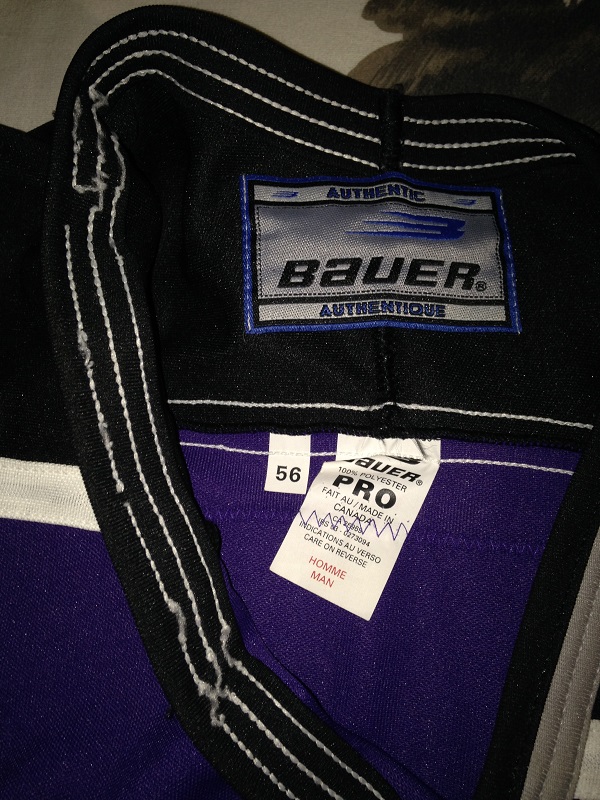 AUTHENTIC
BAUER®
AUTHENTIQUE
56
BAUER®
100% POLYESTER
PRO
FAIT AU / MADE IN
CANADA
INDICATIONS AU VERSO
CARE ON REVERSE
HOMME
MAN